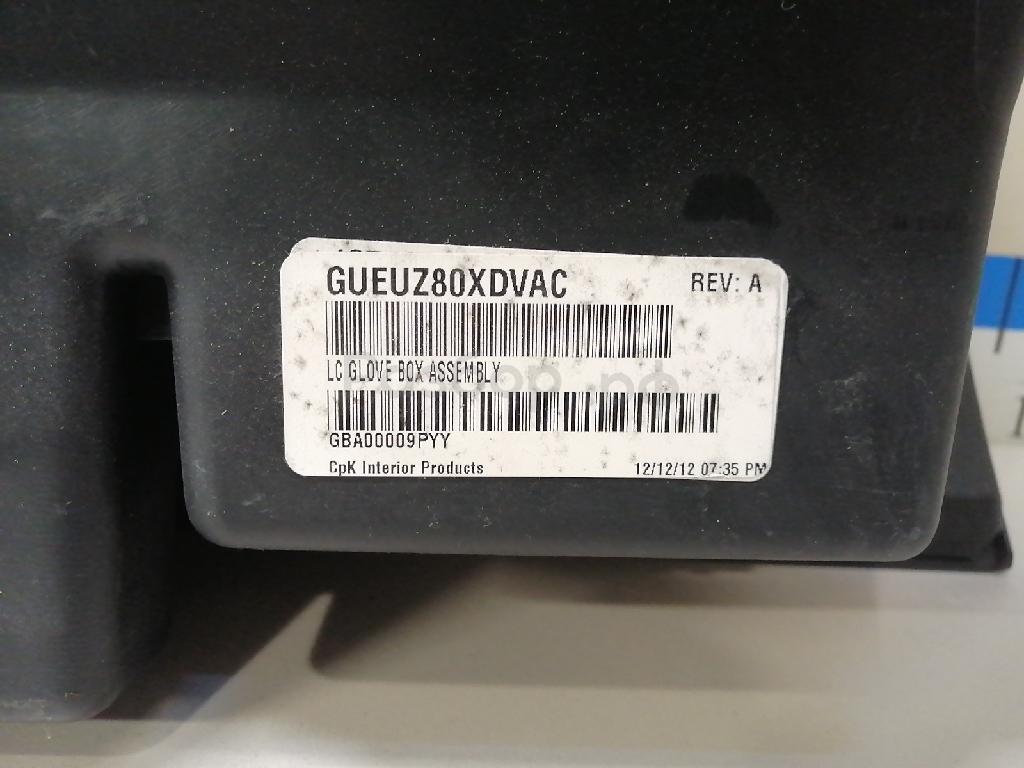 GUEUZ80XDVAC REV: A
LC GLOVE BOX ASSEMBLY
GBA00009PYY
CpK Interior Products 12/12/12 07:35 PM